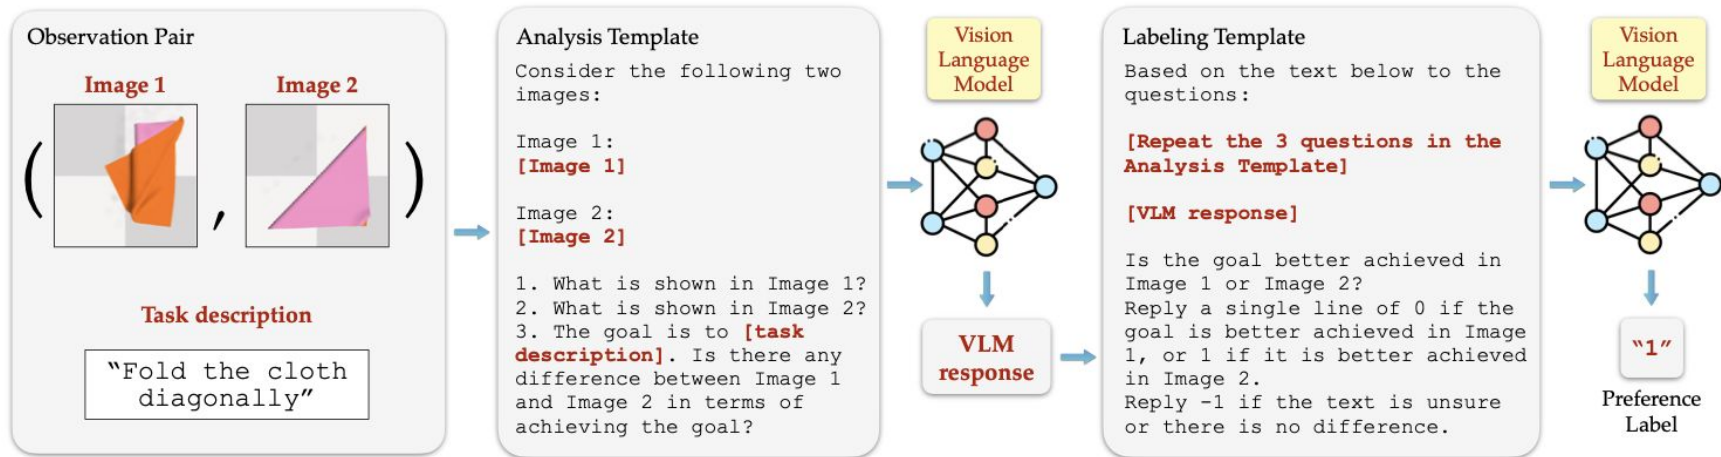 Observation Pair
Image 1
Image 2
( , )
Task description
“Fold the cloth
diagonally”
Analysis Template
Consider the following two
images:
Image 1:
[Image 1]
Image 2:
[Image 2]
1. What is shown in Image 1?
2. What is shown in Image 2?
3. The goal is to [task
description]. Is there any
difference between Image 1
and Image 2 in terms of
achieving the goal?
Vision
Language
Model
VLM
response
Labeling Template
Based on the text below to the
questions:
[Repeat the 3 questions in the
Analysis Template]
[VLM response]
Is the goal better achieved in
Image 1 or Image 2?
Reply a single line of 0 if the
goal is better achieved in Image
1, or 1 if it is better achieved
in Image 2.
Reply -1 if the text is unsure
or there is no difference.
Vision
Language
Model
“1”
Preference
Label